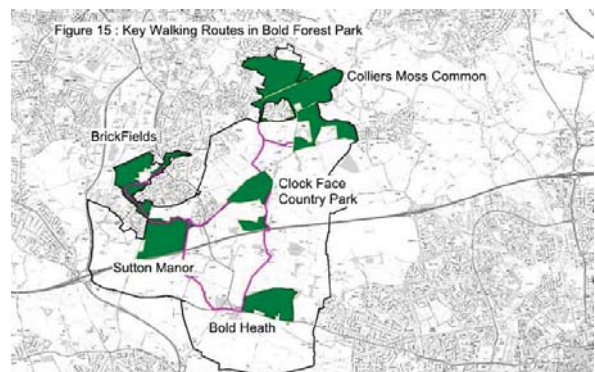 Figure 15 : Key Walking Routes in Bold Forest Park
Colliers Moss Common
BrickFields
Clock Face
Country Park
Sutton Manor
Bold Heath